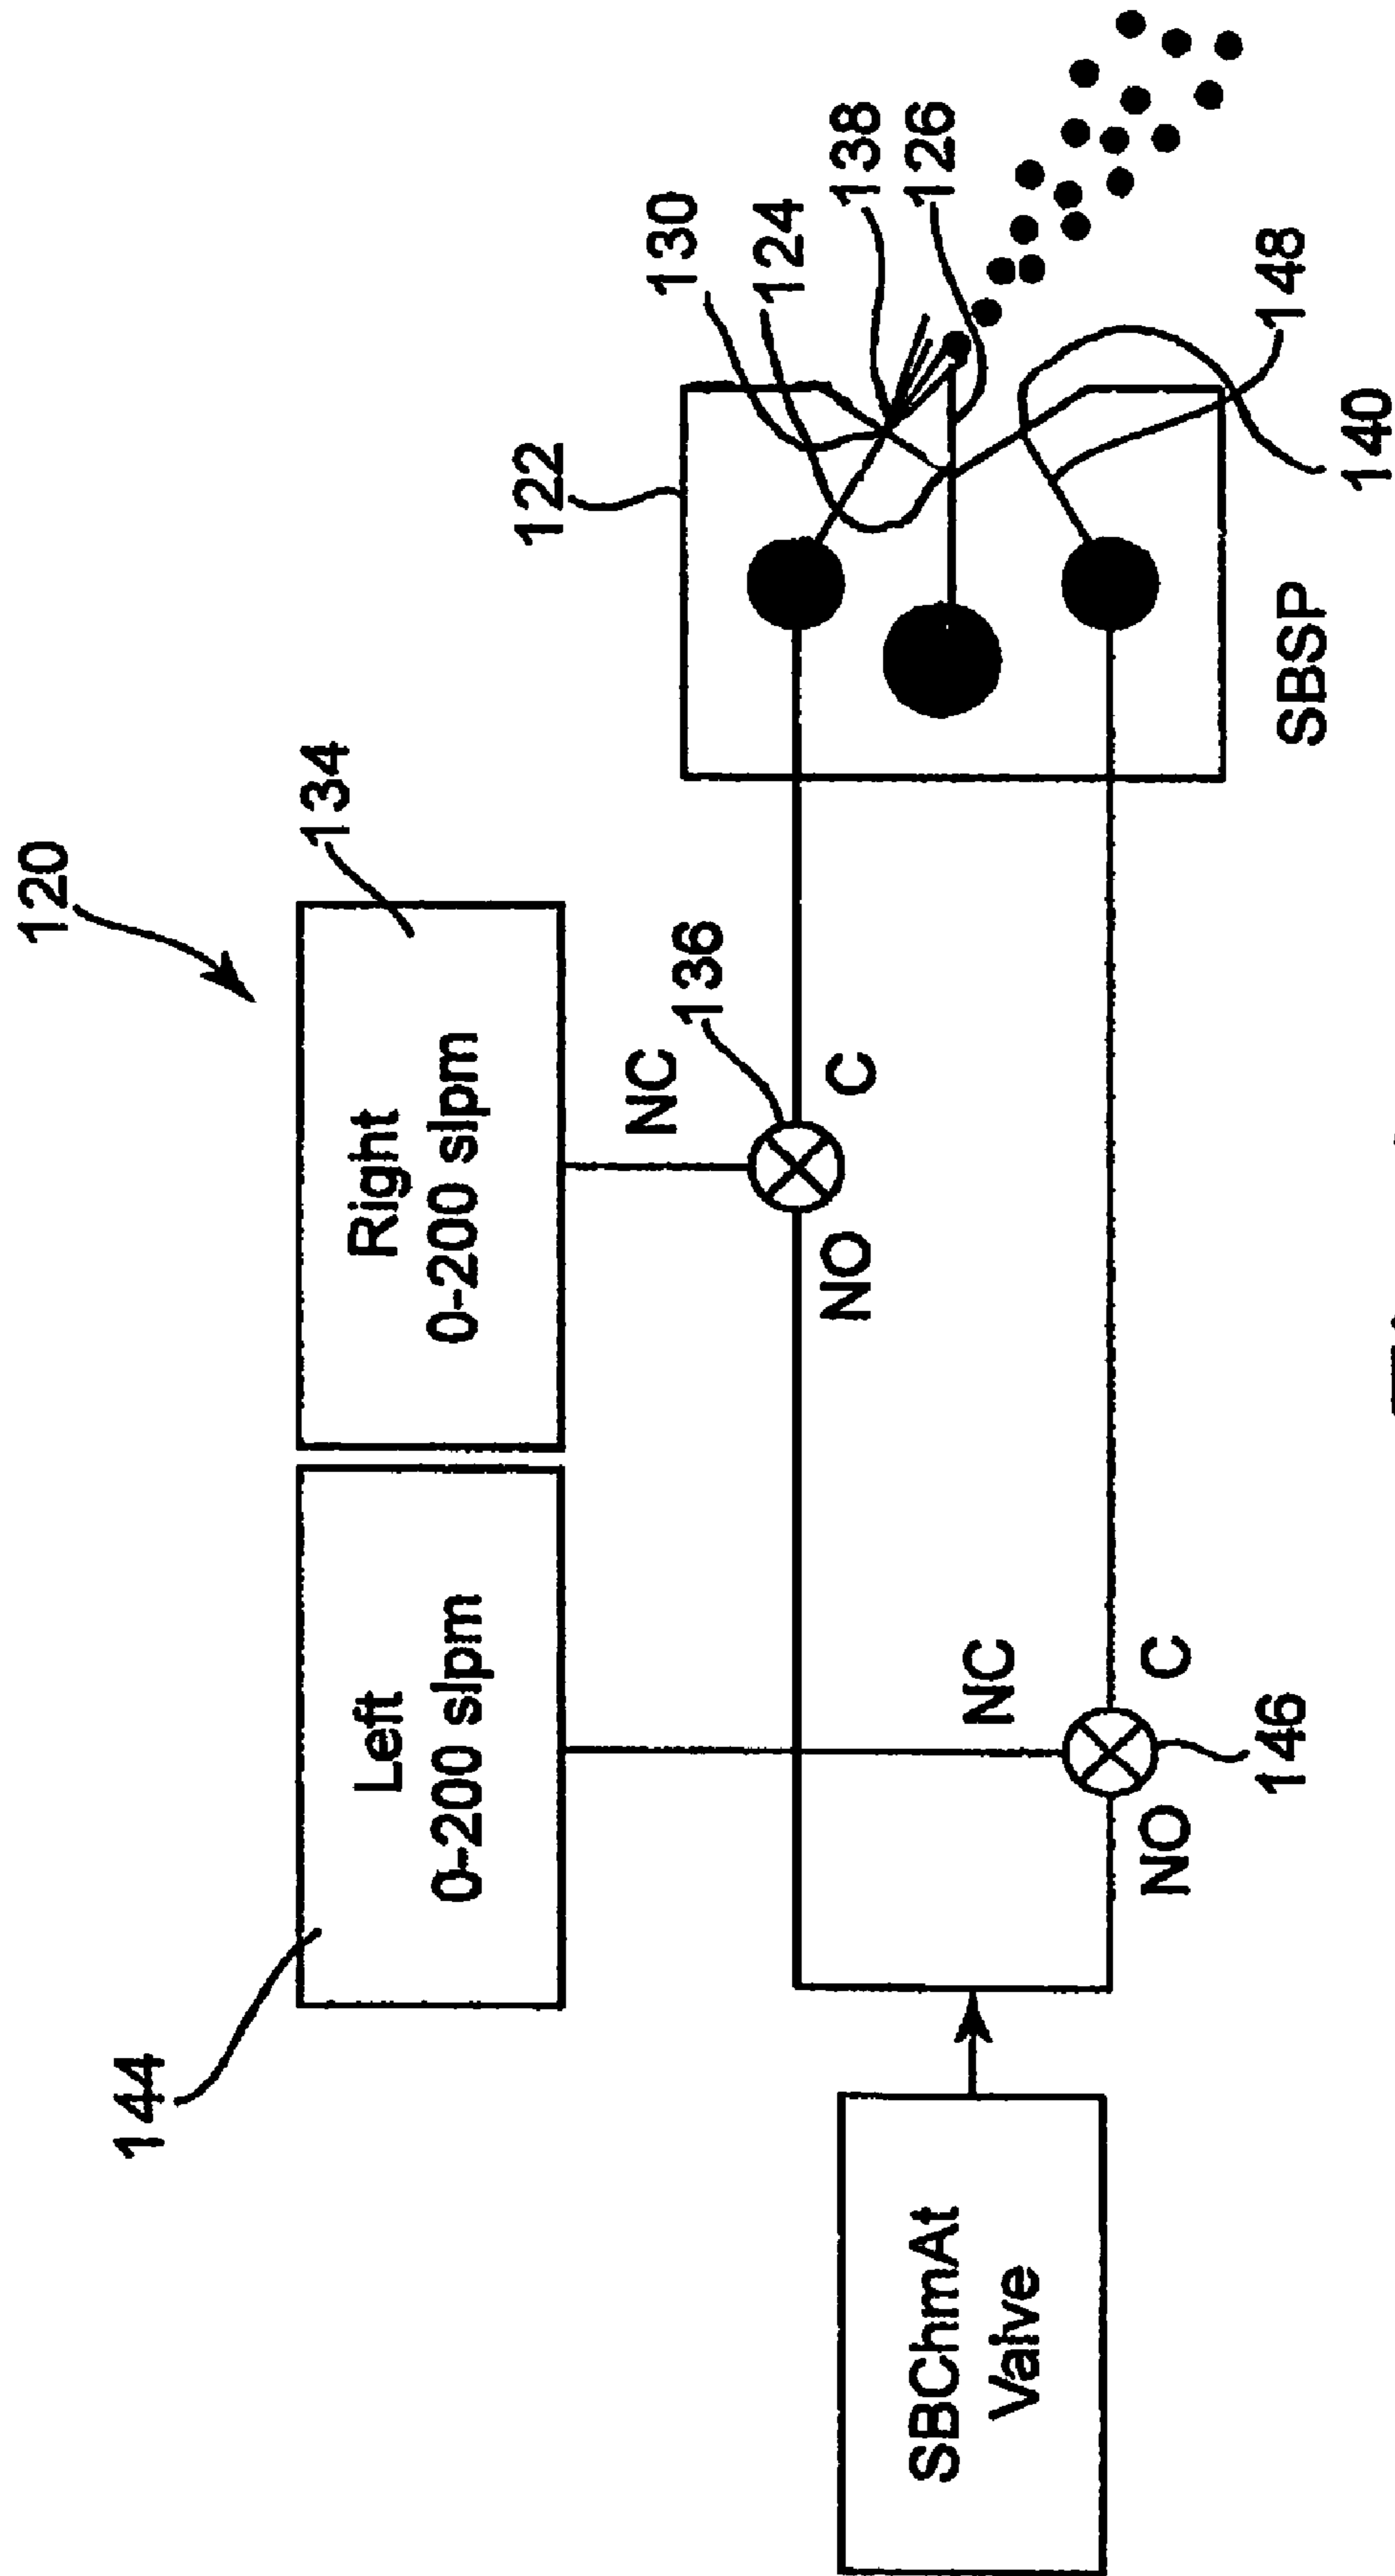 120
144
134
Left
0-200 slpm
Right
0-200 slpm
122
NC
136
130
124
NO
C
138
126
SBChmAt
Valve
NC
NO
C
146
148
SBSP
140